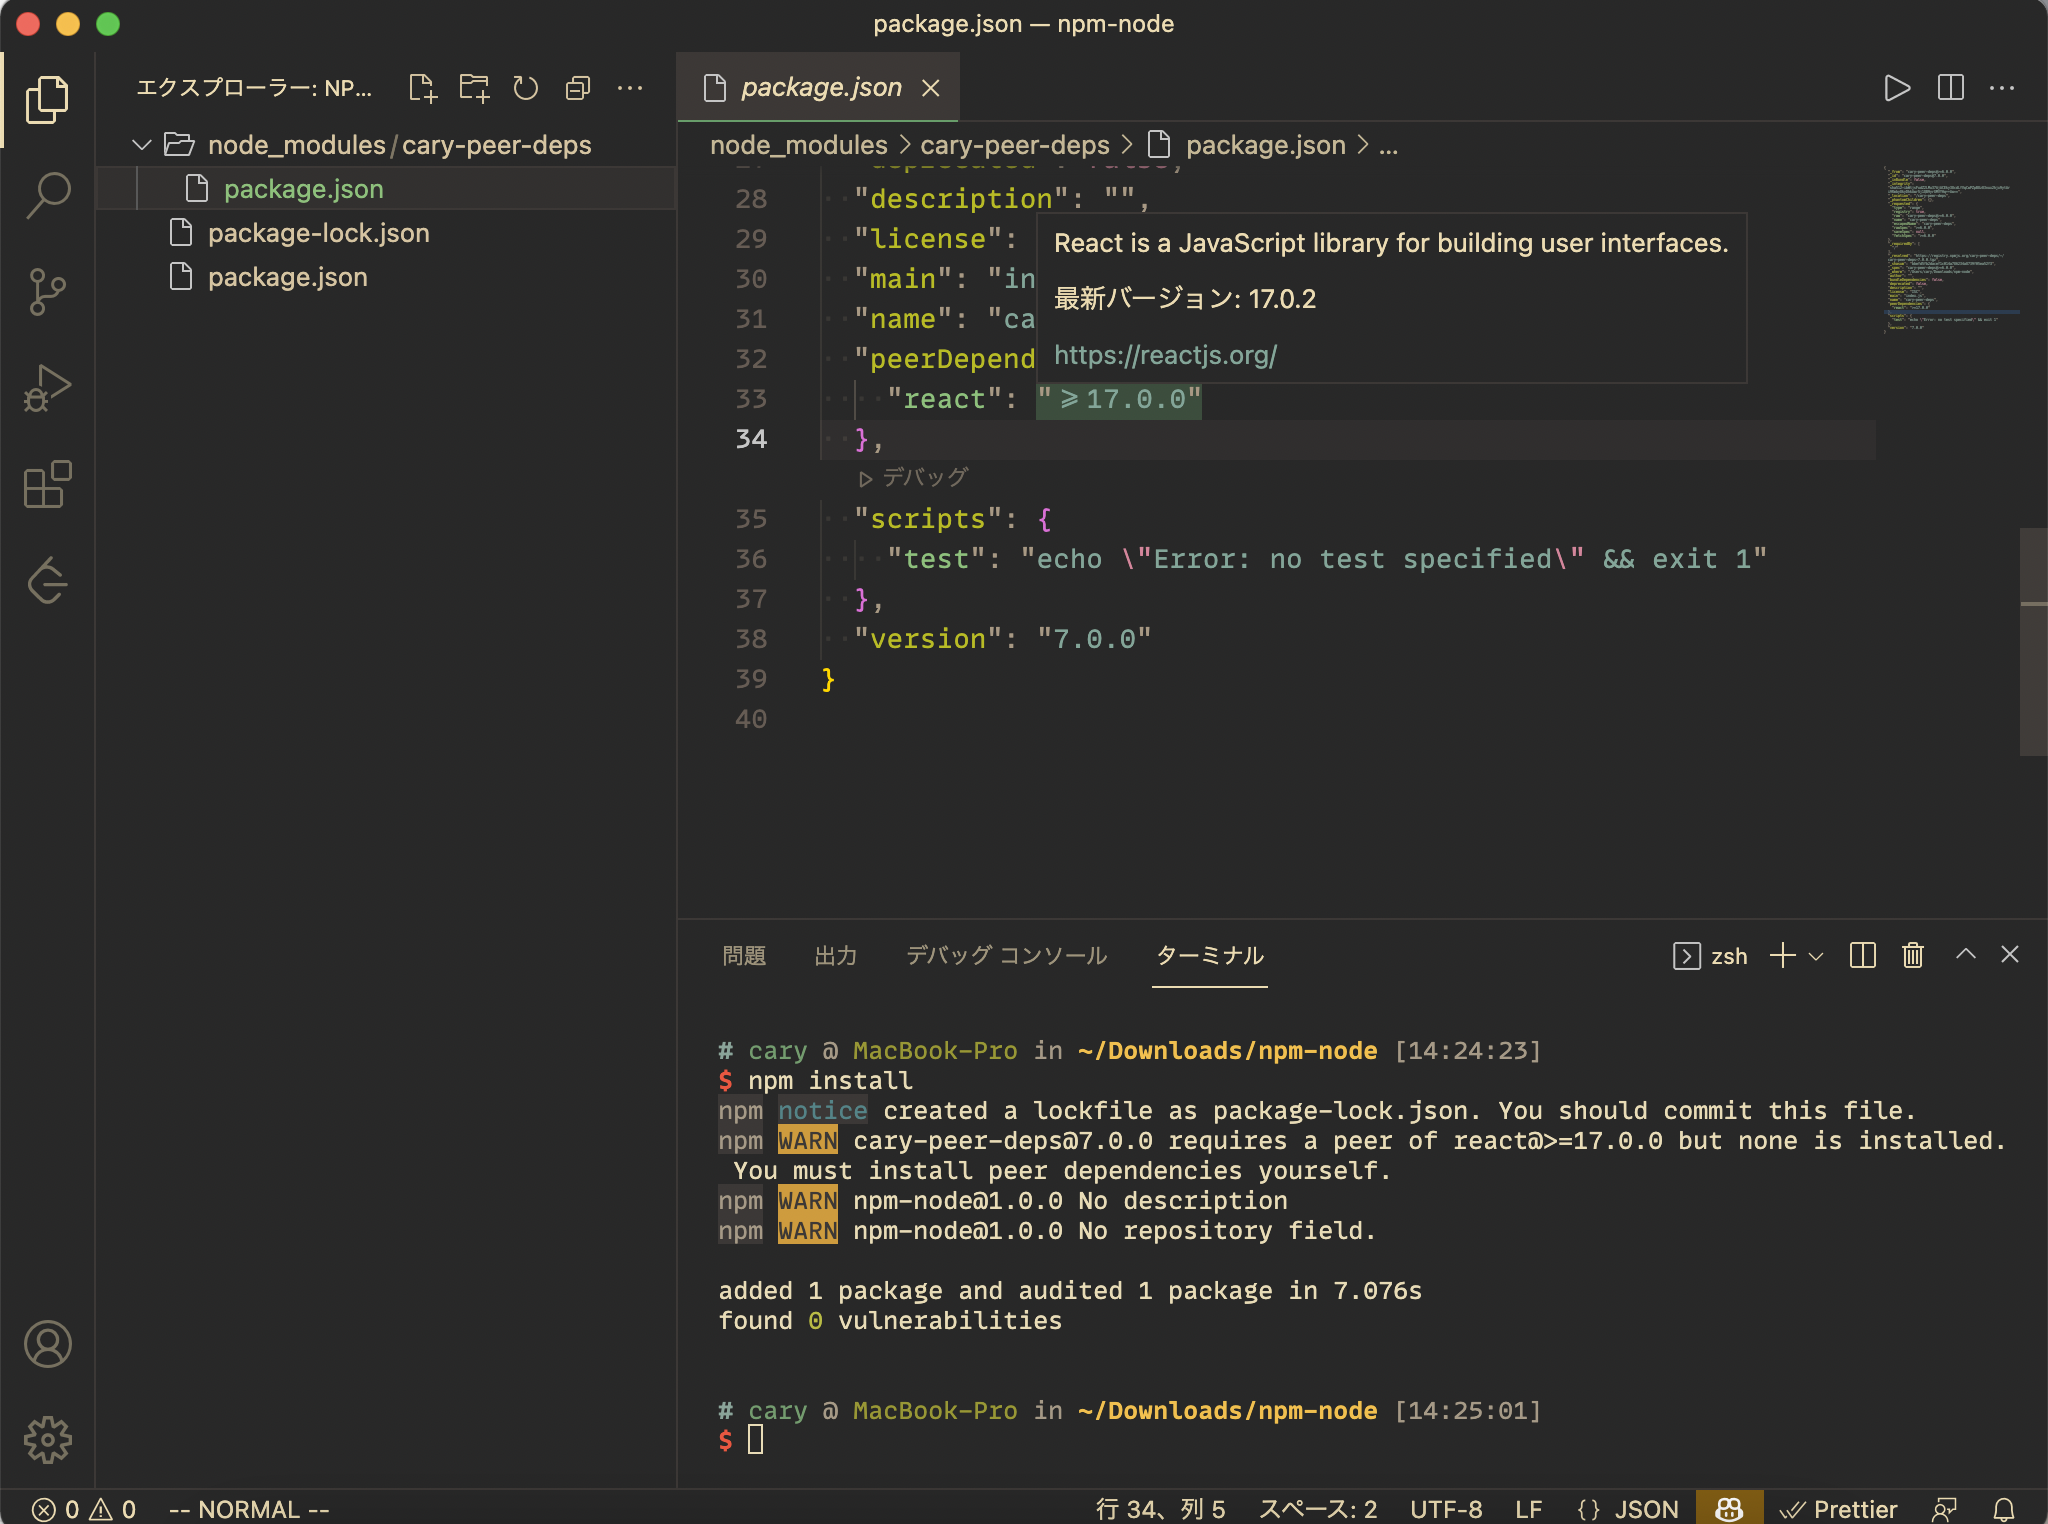 package.json — npm-node
エクスプローラー: NP...
node_modules/cary-peer-deps
package.json
package-lock.json
package.json
package.json
node_modules > cary-peer-deps > package.json > ...
28 "description": "",
29 "license":
30 "main": "in
31 "name": "ca
32 "peerDepend
33 "react": "≥17.0.0"
34 },
デバッグ
35 "scripts": {
36 "test": "echo \"Error: no test specified\" && exit 1"
37 },
38 "version": "7.0.0"
39 }
40
React is a JavaScript library for building user interfaces.
最新バージョン: 17.0.2
https://reactjs.org/
問題 出力 デバッグ コンソール ターミナル
zsh
# cary @ MacBook-Pro in ~/Downloads/npm-node [14:24:23]
$ npm install
npm notice created a lockfile as package-lock.json. You should commit this file.
npm WARN cary-peer-deps@7.0.0 requires a peer of react@>=17.0.0 but none is installed.
You must install peer dependencies yourself.
npm WARN npm-node@1.0.0 No description
npm WARN npm-node@1.0.0 No repository field.
added 1 package and audited 1 package in 7.076s
found 0 vulnerabilities
# cary @ MacBook-Pro in ~/Downloads/npm-node [14:25:01]
$
0 0 -- NORMAL -- 行 34、列 5 スペース: 2 UTF-8 LF {} JSON Prettier